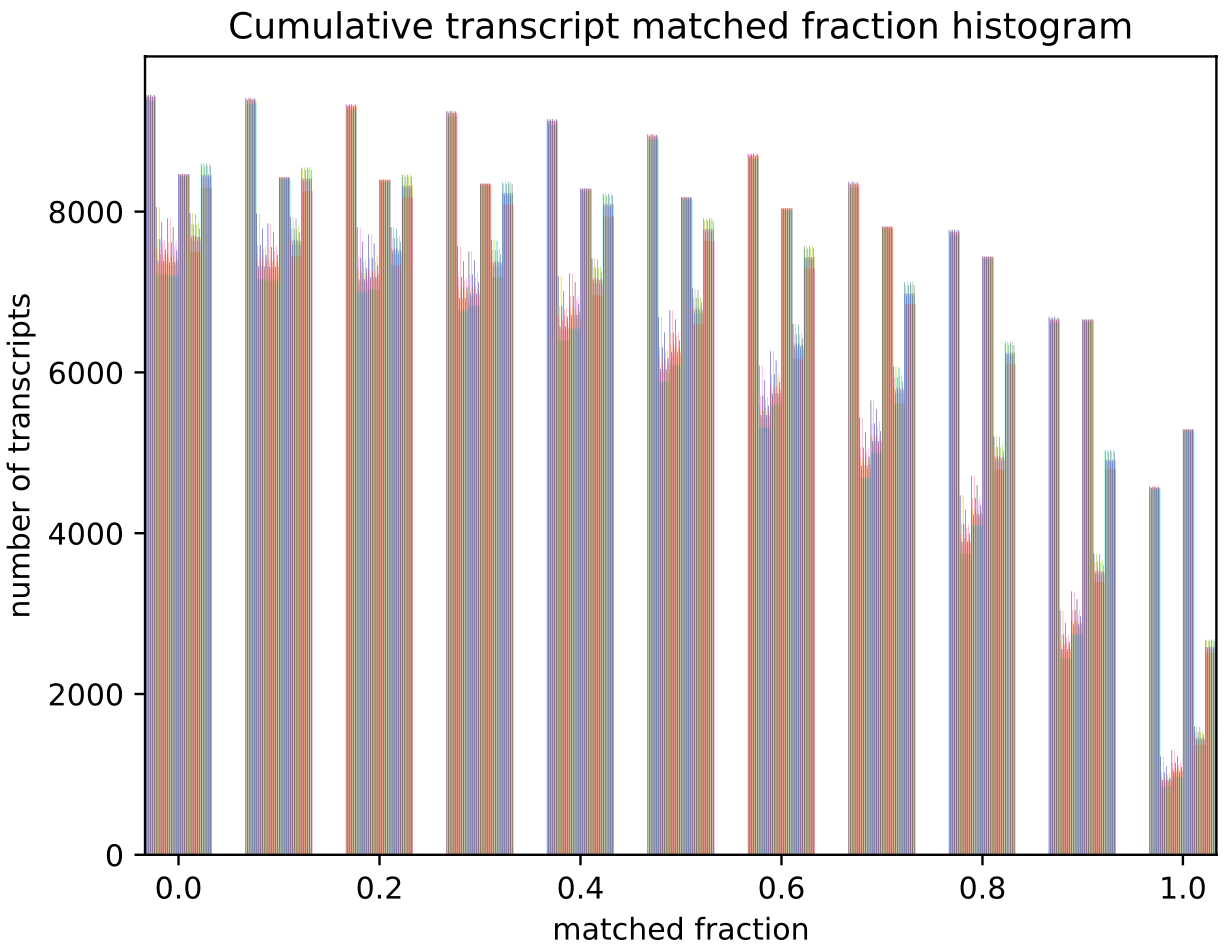 Cumulative transcript matched fraction histogram
number of transcripts
8000
6000
4000
2000
0
0.0 0.2 0.4 0.6 0.8 1.0
matched fraction